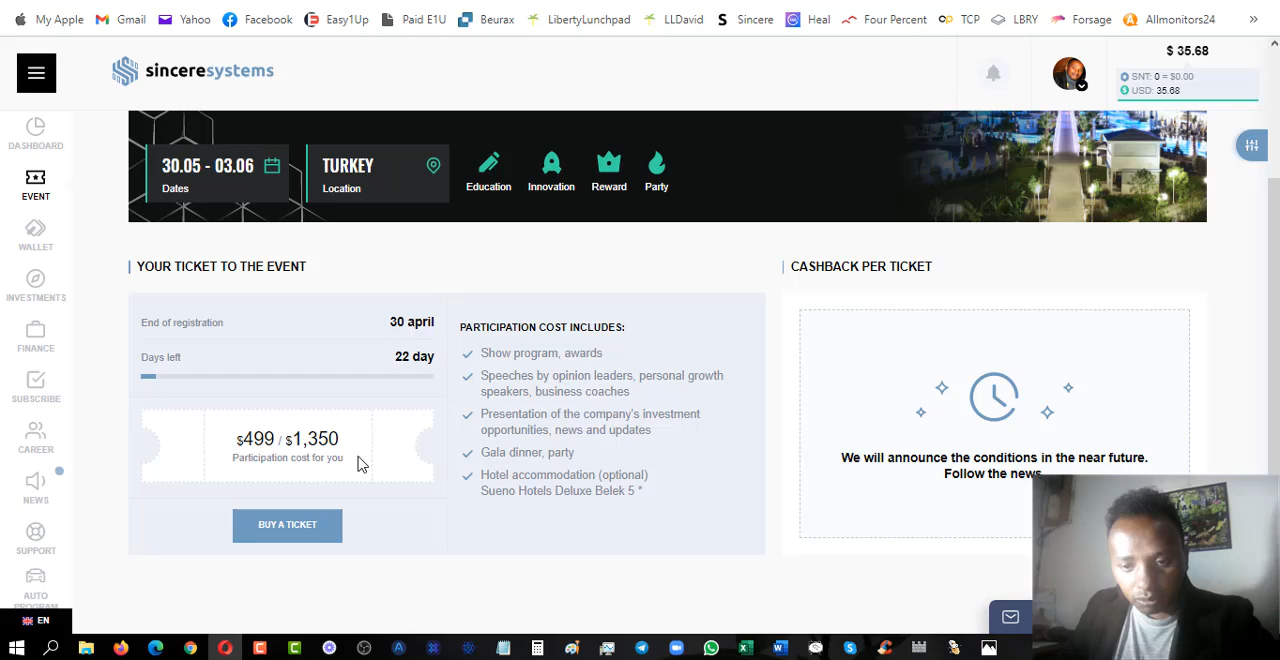 My Apple Gmail Yahoo Facebook Easy1Up Paid E1U Beurax LibertyLunchpad LLDavid Sincere Heal Four Percent TCP LBRY Forsage Allmonitors24 »
sinceresystems
$ 35.68
SNT: 0 = $0.00
USD: 35.68
DASHBOARD
EVENT
WALLET
INVESTMENTS
FINANCE
SUBSCRIBE
CAREER
NEWS
SUPPORT
AUTO
PROGRAM
EN
30.05 - 03.06
Dates
TURKEY
Location
Education
Innovation
Reward
Party
YOUR TICKET TO THE EVENT
End of registration 30 april
Days left 22 day
$499 / $1,350
Participation cost for you
BUY A TICKET
PARTICIPATION COST INCLUDES:
Show program, awards
Speeches by opinion leaders, personal growth
speakers, business coaches
Presentation of the company's investment
opportunities, news and updates
Gala dinner, party
Hotel accommodation (optional)
Sueno Hotels Deluxe Belek 5 *
CASHBACK PER TICKET
We will announce the conditions in the near future.
Follow the news